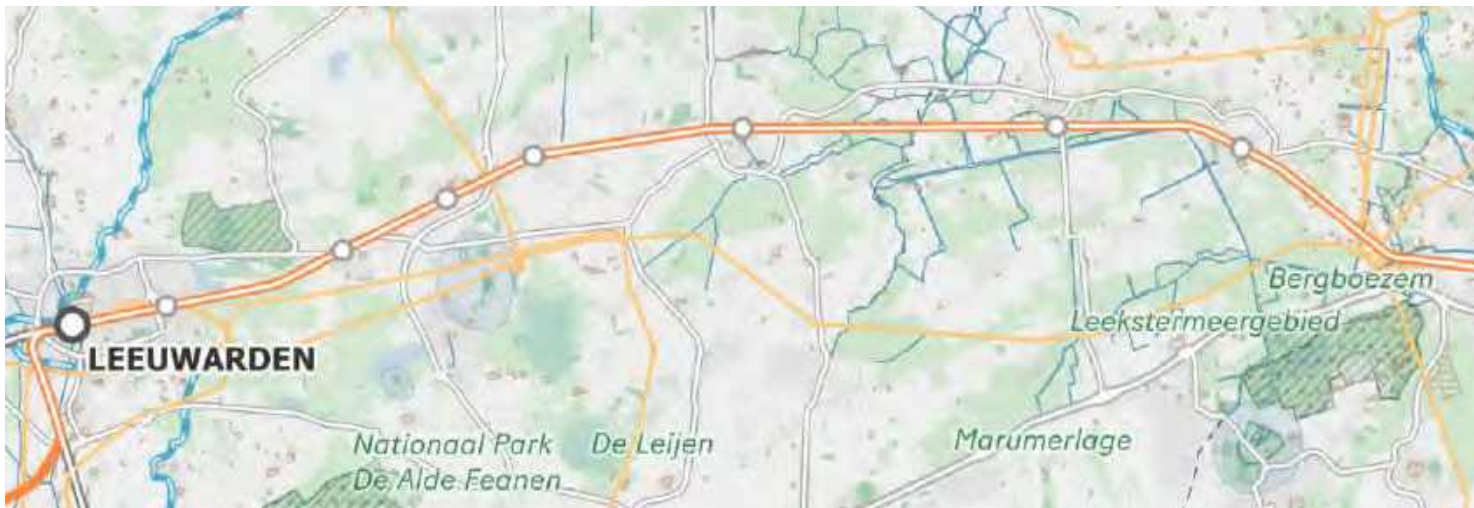 Bergboezem
Leekstermeergebied
LEEUWARDEN
Nationaal Park
De Alde Feanen
De Leijen
Marumerlage